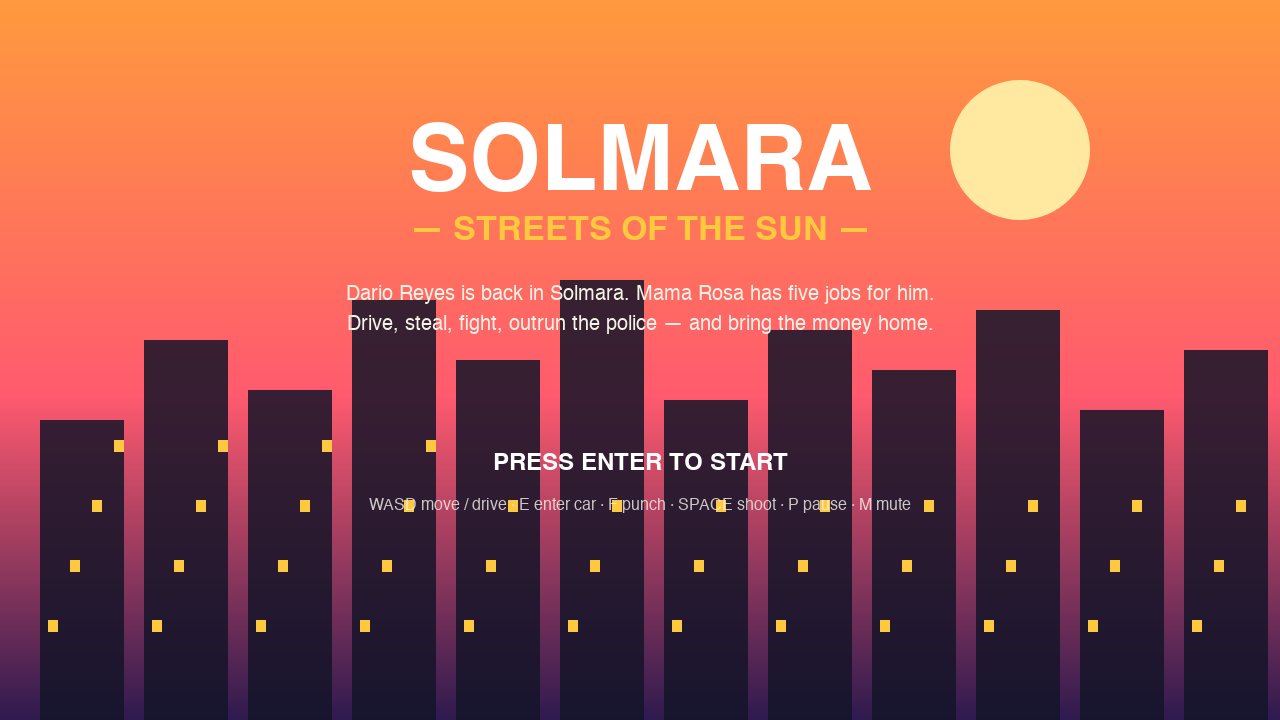 SOLMARA
— STREETS OF THE SUN —
Dario Reyes is back in Solmara. Mama Rosa has five jobs for him.
Drive, steal, fight, outrun the police — and bring the money home.
PRESS ENTER TO START
WASD move / drive · E enter car · F punch · SPACE shoot · P pause · M mute